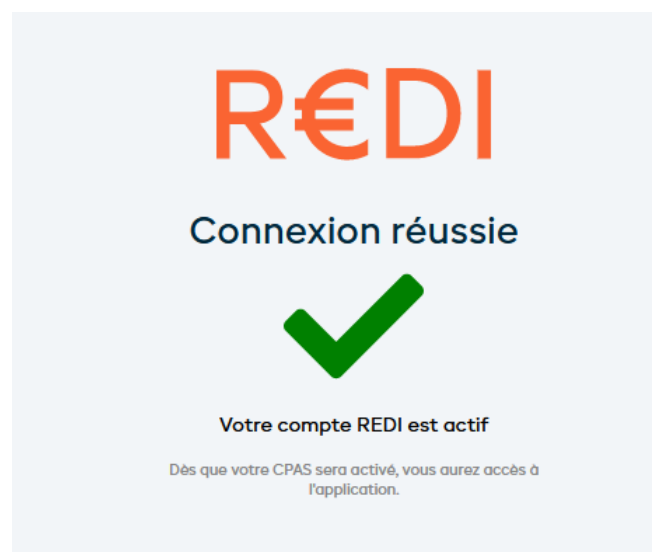 R€DI
Connexion réussie
Votre compte REDI est actif
Dès que votre CPAS sera activé, vous aurez accès à
l'application.